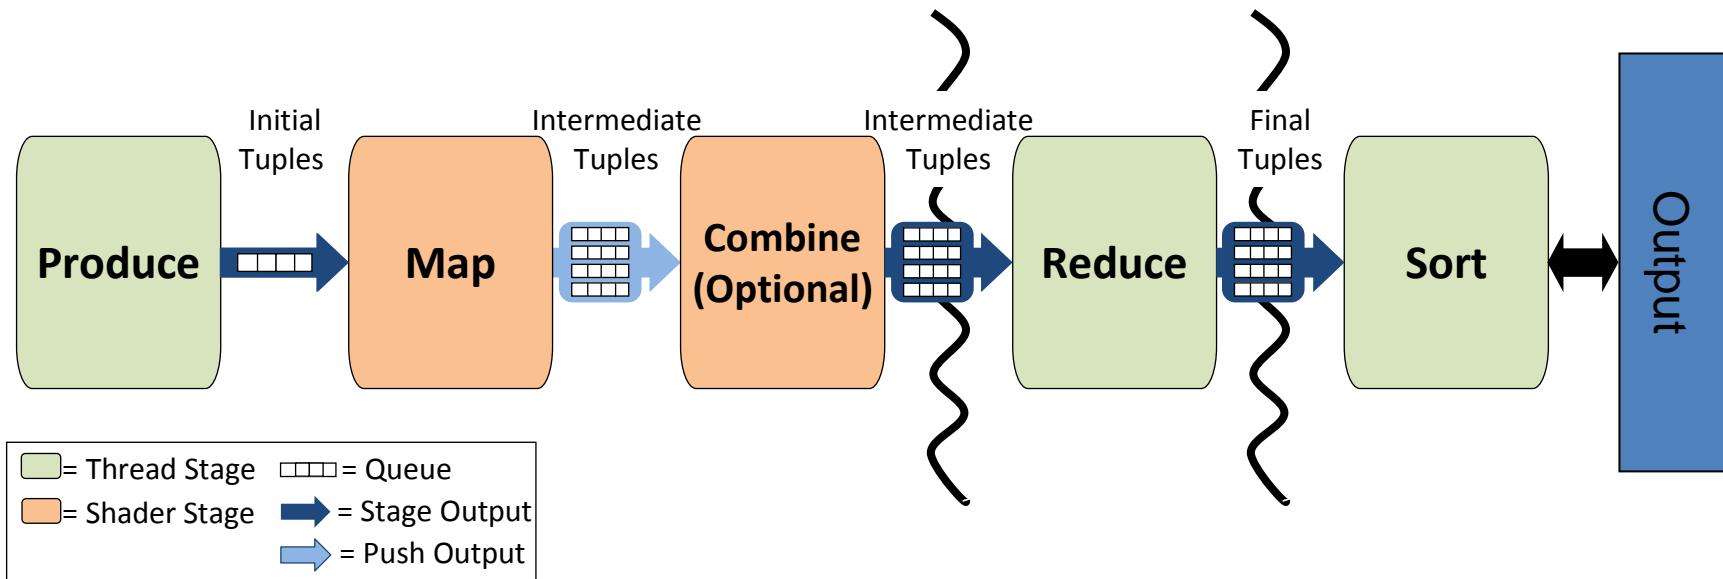 Initial
Tuples
Intermediate
Tuples
Intermediate
Tuples
Final
Tuples
Produce
Map
Combine
(Optional)
Reduce
Sort
Output
= Thread Stage
= Queue
= Shader Stage
= Stage Output
= Push Output